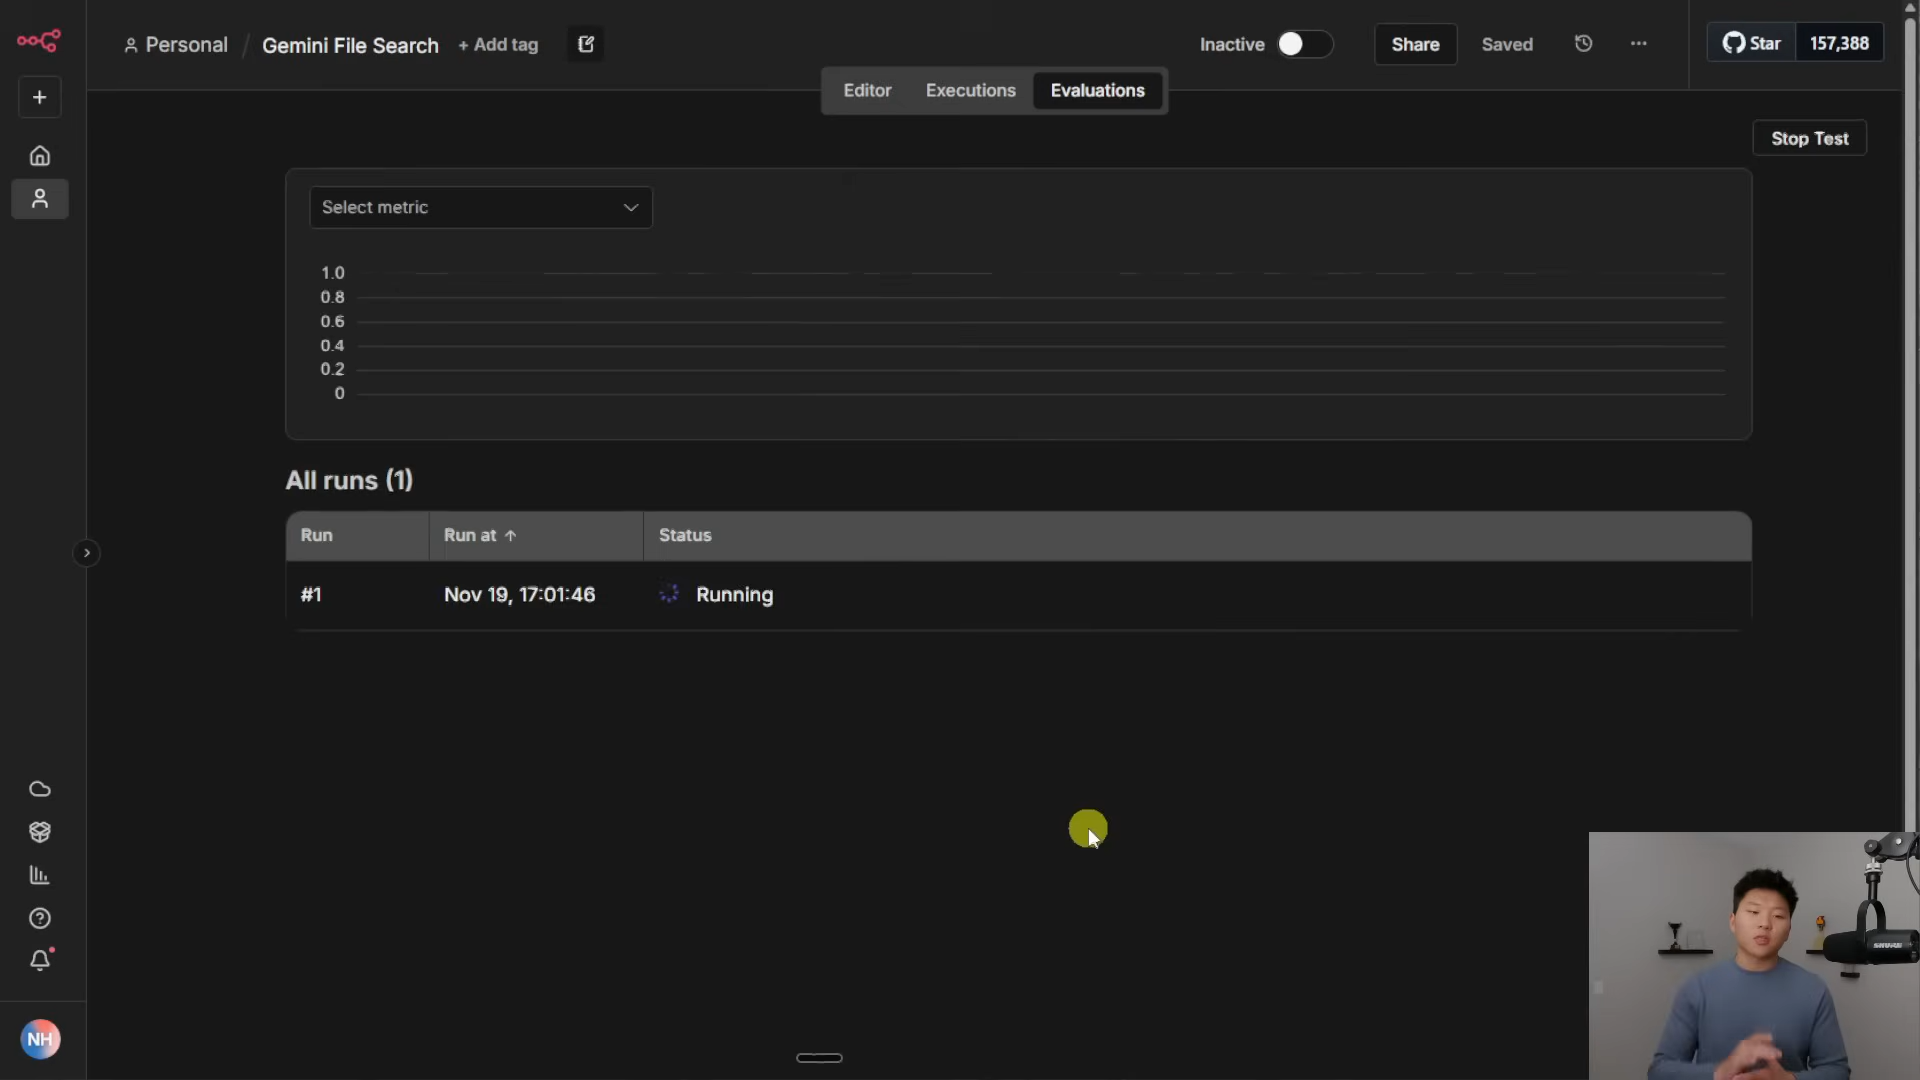 Personal / Gemini File Search + Add tag
Inactive
Share
Saved
Star 157,388
Editor Executions Evaluations
Stop Test
Select metric
1.0
0.8
0.6
0.4
0.2
0
All runs (1)
Run Run at ↑ Status
#1 Nov 19, 17:01:46 Running
NH
SHURE